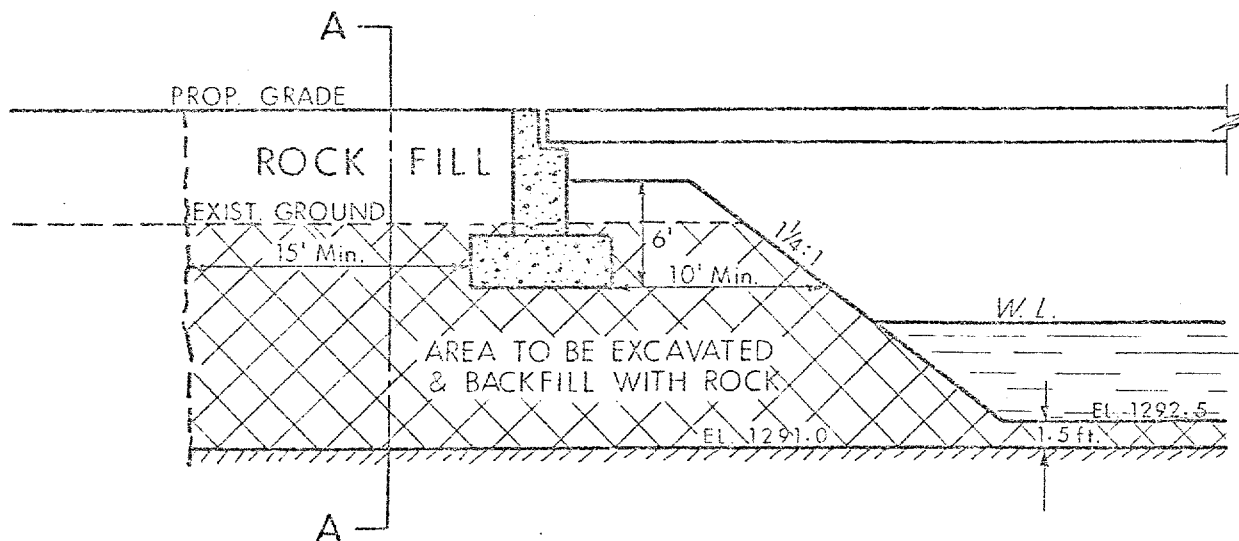 A
PROP. GRADE
ROCK FILL
EXIST. GROUND
15' Min.
6'
1¼:1
10' Min.
W. L.
AREA TO BE EXCAVATED
& BACKFILL WITH ROCK
EL. 1292.5
EL. 1291.0
1.5 ft.
A